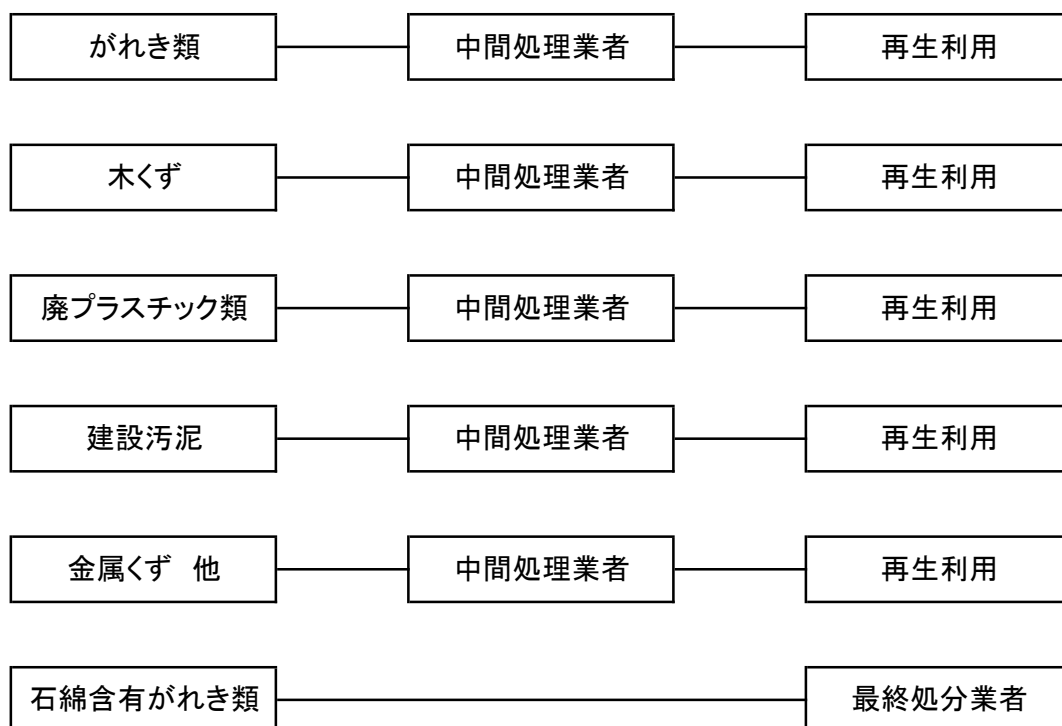 がれき類 中間処理業者 再生利用
木くず 中間処理業者 再生利用
廃プラスチック類 中間処理業者 再生利用
建設汚泥 中間処理業者 再生利用
金属くず　他 中間処理業者 再生利用
石綿含有がれき類 最終処分業者